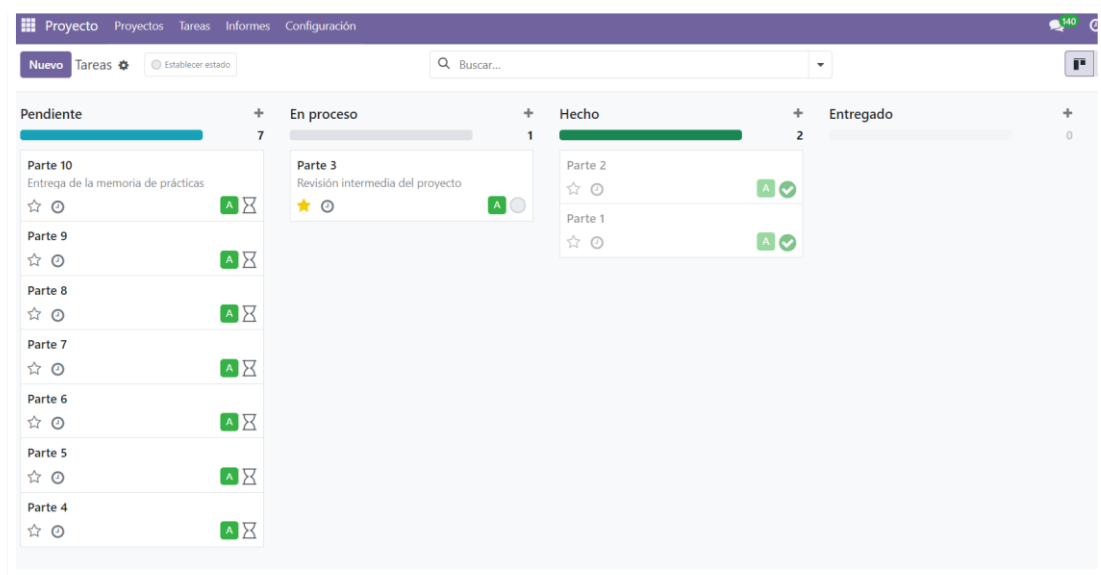 Proyecto Proyectos Tareas Informes Configuración 140
Nuevo Tareas Establecer estado Buscar...
Pendiente
7
Parte 10
Entrega de la memoria de prácticas
A
Parte 9
A
Parte 8
A
Parte 7
A
Parte 6
A
Parte 5
A
Parte 4
A
En proceso
1
Parte 3
Revisión intermedia del proyecto
A
Hecho
2
Parte 2
A
Parte 1
A
Entregado
0